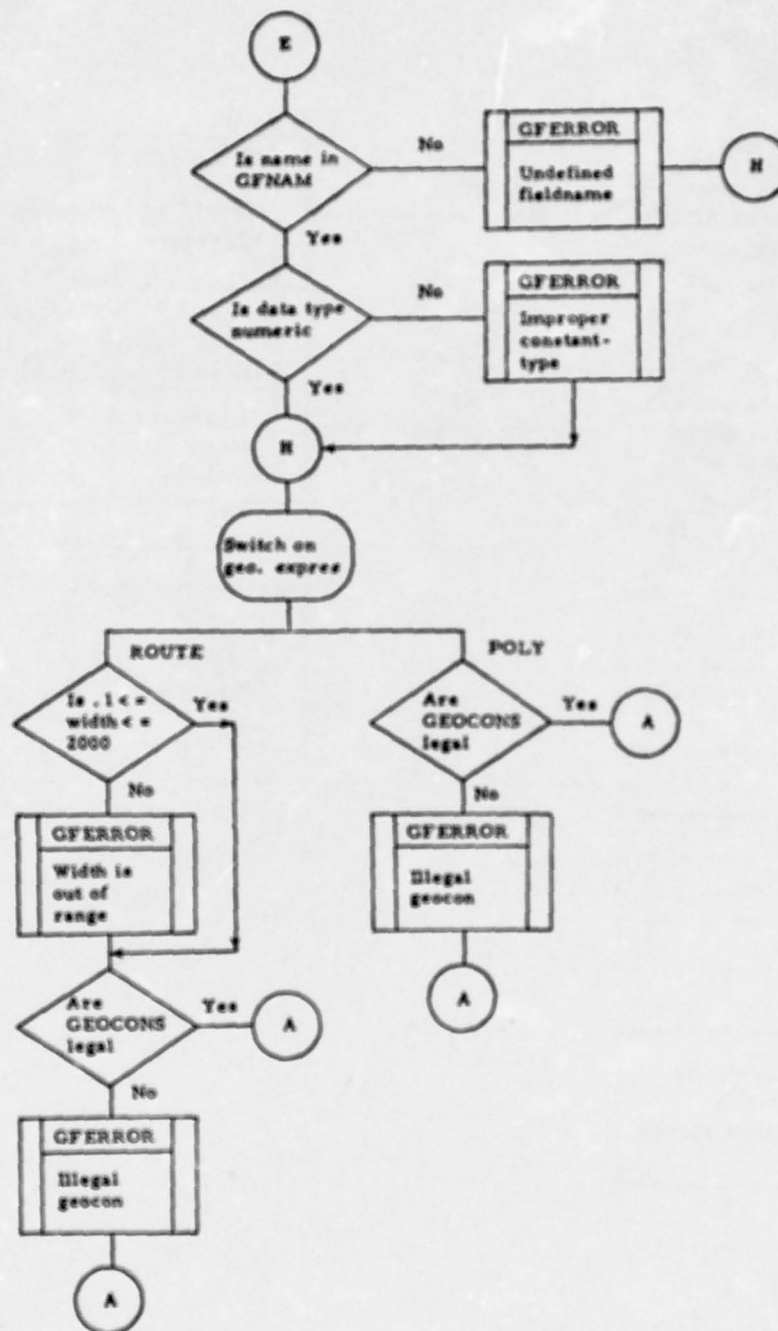 E
Is name in
GFNAM
No
GFERROR
Undefined
fieldname
H
Yes
Is data type
numeric
No
GFERROR
Improper
constant-
type
Yes
H
Switch on
geo. expres
ROUTE
POLY
Is .1 < =
width < =
2000
Yes
Are
GEOCONS
legal
Yes
A
No
GFERROR
Width is
out of
range
No
GFERROR
Illegal
geocon
A
Are
GEOCONS
legal
Yes
A
No
GFERROR
Illegal
geocon
A